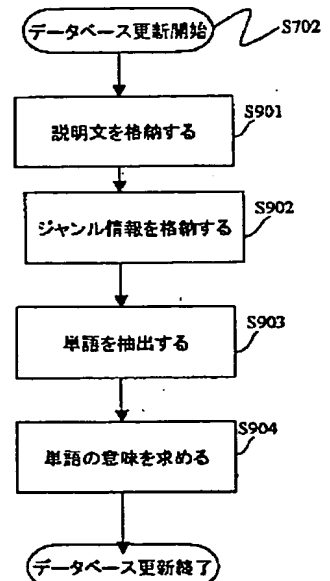 データベース更新開始
S702
S901
説明文を格納する
S902
ジャンル情報を格納する
S903
単語を抽出する
S904
単語の意味を求める
データベース更新終了